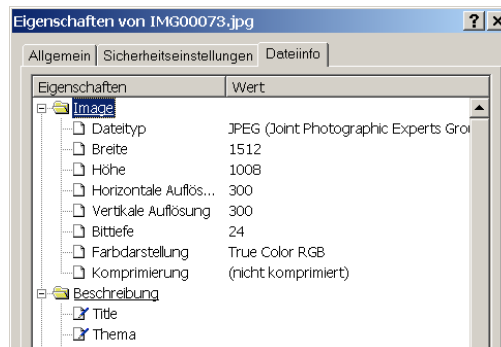 Eigenschaften von IMG00073.jpg
Allgemein Sicherheitseinstellungen Dateiinfo
Eigenschaften Wert
Image
Dateityp JPEG (Joint Photographic Experts Grou
Breite 1512
Höhe 1008
Horizontale Auflös... 300
Vertikale Auflösung 300
Bittiefe 24
Farbdarstellung True Color RGB
Komprimierung (nicht komprimiert)
Beschreibung
Title
Thema